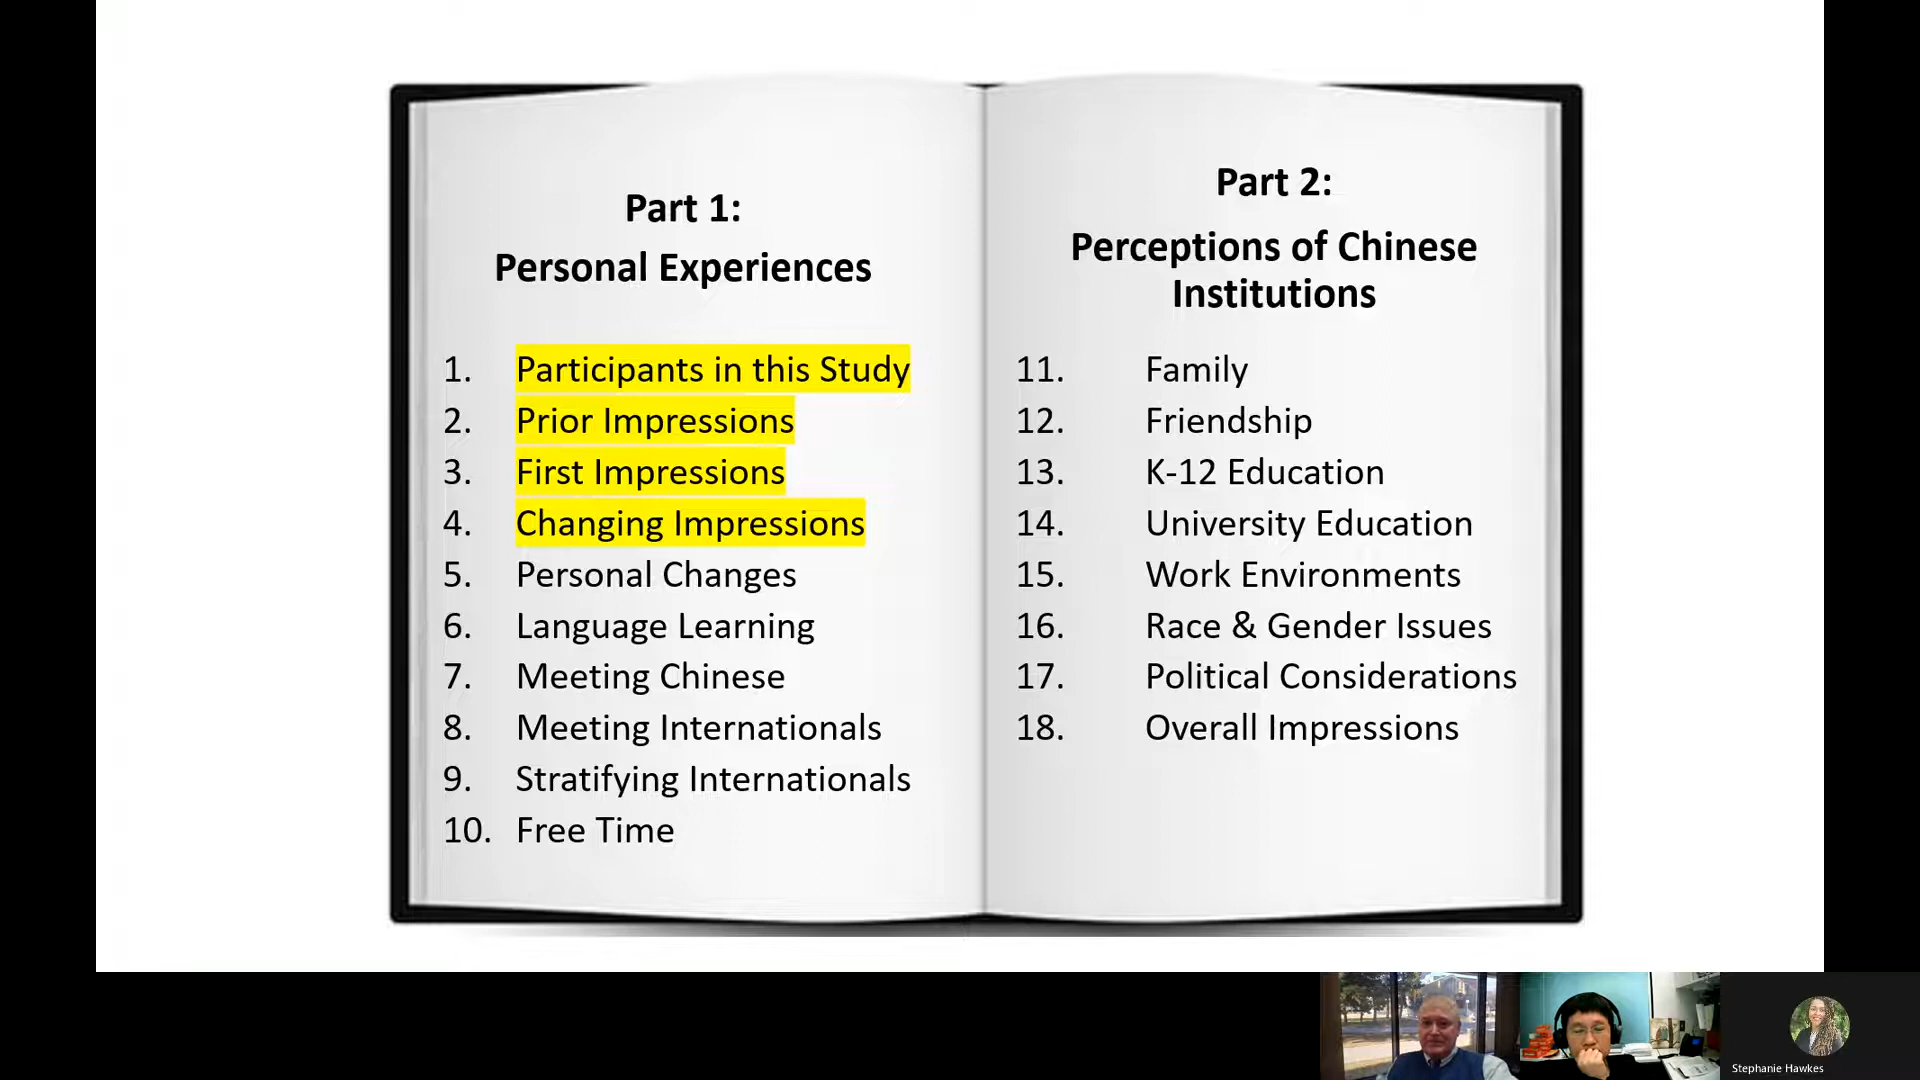 Part 1:
Personal Experiences
1. Participants in this Study
2. Prior Impressions
3. First Impressions
4. Changing Impressions
5. Personal Changes
6. Language Learning
7. Meeting Chinese
8. Meeting Internationals
9. Stratifying Internationals
10. Free Time
Part 2:
Perceptions of Chinese
Institutions
11. Family
12. Friendship
13. K-12 Education
14. University Education
15. Work Environments
16. Race & Gender Issues
17. Political Considerations
18. Overall Impressions
Stephanie Hawkes